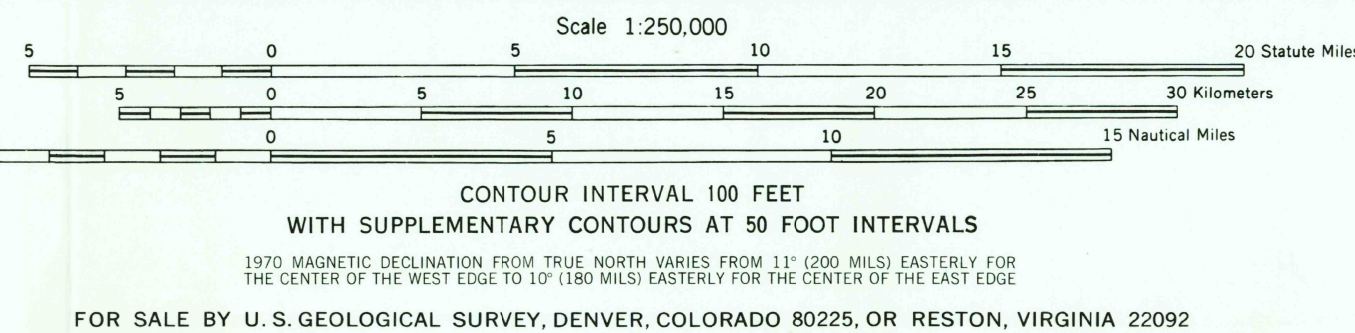 Scale 1:250,000
5 0 5 10 15 20 Statute Miles
5 0 5 10 15 20 25 30 Kilometers
0 5 10 15 Nautical Miles
CONTOUR INTERVAL 100 FEET
WITH SUPPLEMENTARY CONTOURS AT 50 FOOT INTERVALS
1970 MAGNETIC DECLINATION FROM TRUE NORTH VARIES FROM 11° (200 MILS) EASTERLY FOR
THE CENTER OF THE WEST EDGE TO 10° (180 MILS) EASTERLY FOR THE CENTER OF THE EAST EDGE
FOR SALE BY U. S. GEOLOGICAL SURVEY, DENVER, COLORADO 80225, OR RESTON, VIRGINIA 22092